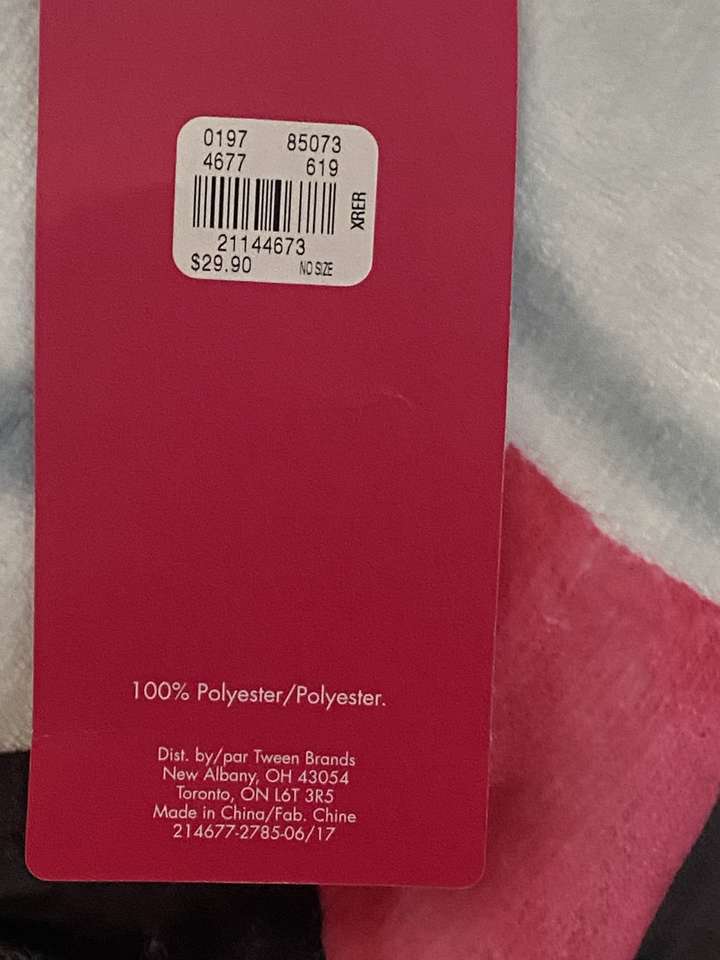 0197 85073
4677 619
XRER
21144673
$29.90 NO SIZE
100% Polyester/Polyester.
Dist. by/par Tween Brands
New Albany, OH 43054
Toronto, ON L6T 3R5
Made in China/Fab. Chine
214677-2785-06/17